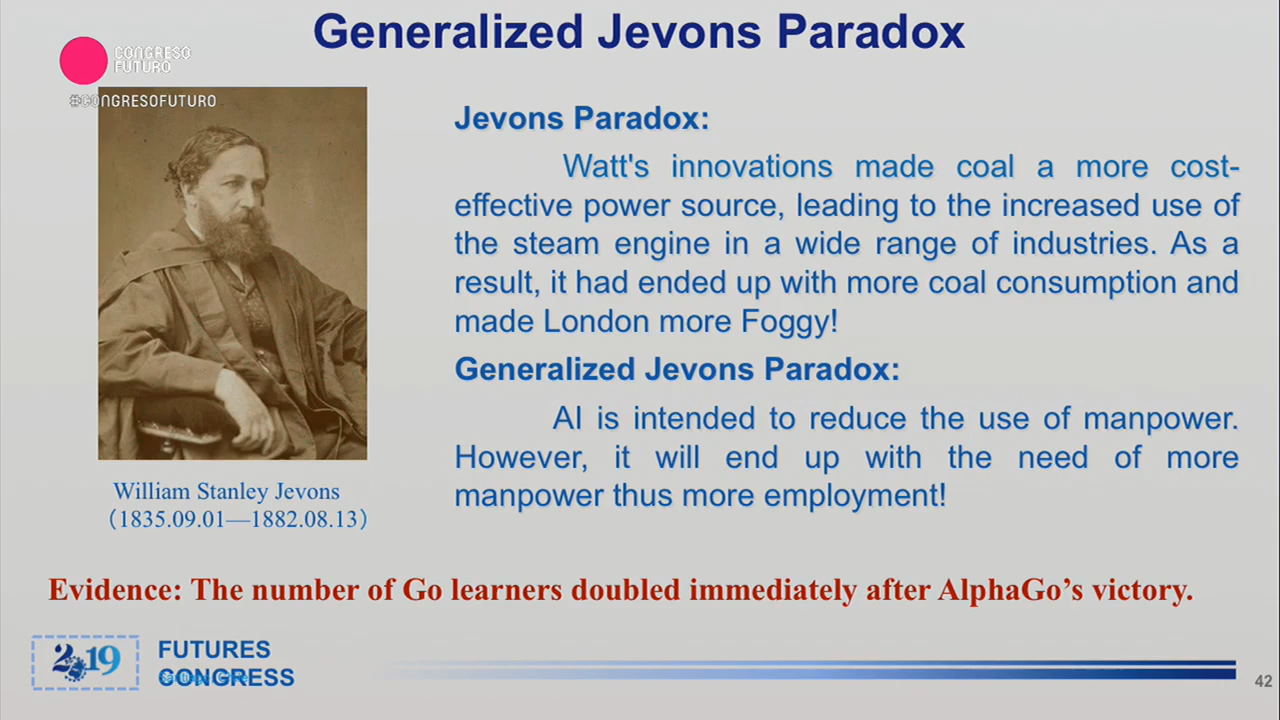 Generalized Jevons Paradox
CONGRESO
FUTURO
#CONGRESOFUTURO
Jevons Paradox:
Watt's innovations made coal a more cost-
effective power source, leading to the increased use of
the steam engine in a wide range of industries. As a
result, it had ended up with more coal consumption and
made London more Foggy!
Generalized Jevons Paradox:
AI is intended to reduce the use of manpower.
However, it will end up with the need of more
manpower thus more employment!
William Stanley Jevons
(1835.09.01—1882.08.13)
Evidence: The number of Go learners doubled immediately after AlphaGo’s victory.
2019
FUTURES
CONGRESS
42